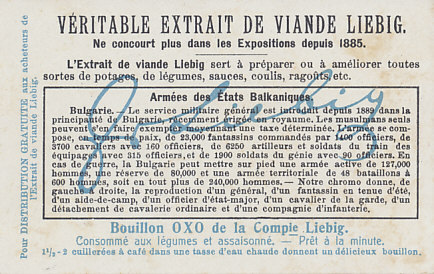 VÉRITABLE EXTRAIT DE VIANDE LIEBIG.
Ne concourt plus dans les Expositions depuis 1885.
L'Extrait de viande Liebig sert à préparer ou à améliorer toutes
sortes de potages, de légumes, sauces, coulis, ragoûts etc.
Armées des États Balkaniques.
Bulgarie. — Le service militaire général est introduit depuis 1889 dans la
principauté de Bulgarie, récemment érigée en royaume. Les musulmans seuls
peuvent se faire exempter moyennant une taxe déterminée. L'armée se com-
pose, en temps de paix, de 23,000 fantassins commandés par 1400 officiers, de
3700 cavaliers avec 160 officiers, de 6250 artilleurs et soldats du train des
équipages avec 315 officiers, et de 1900 soldats du génie avec officiers. En
cas de guerre, la Bulgarie peut mettre sur pied une armée active de 127,000
hommes, une réserve de 80,000 et une armée territoriale de 48 bataillons à
600 hommes, soit en tout plus de 240,000 hommes. — Notre chromo donne, de
gauche à droite, la reproduction d'un général, d'un fantassin en tenue d'été,
d'un aide-de-camp, d'un officier d'état-major, d'un cavalier de la garde, d'un
détachement de cavalerie ordinaire et d'une compagnie d'infanterie.
Bouillon OXO de la Compie Liebig.
Consommé aux légumes et assaisonné. — Prêt à la minute.
1½-2 cuillerées à café dans une tasse d'eau chaude donnent un délicieux bouillon.
Pour DISTRIBUTION GRATUITE aux acheteurs de
l'Extrait de viande Liebig.